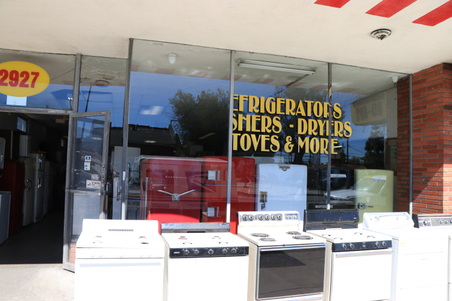 2927
EFRIGERATORS
SHERS - DRYERS
TOVES & MORE